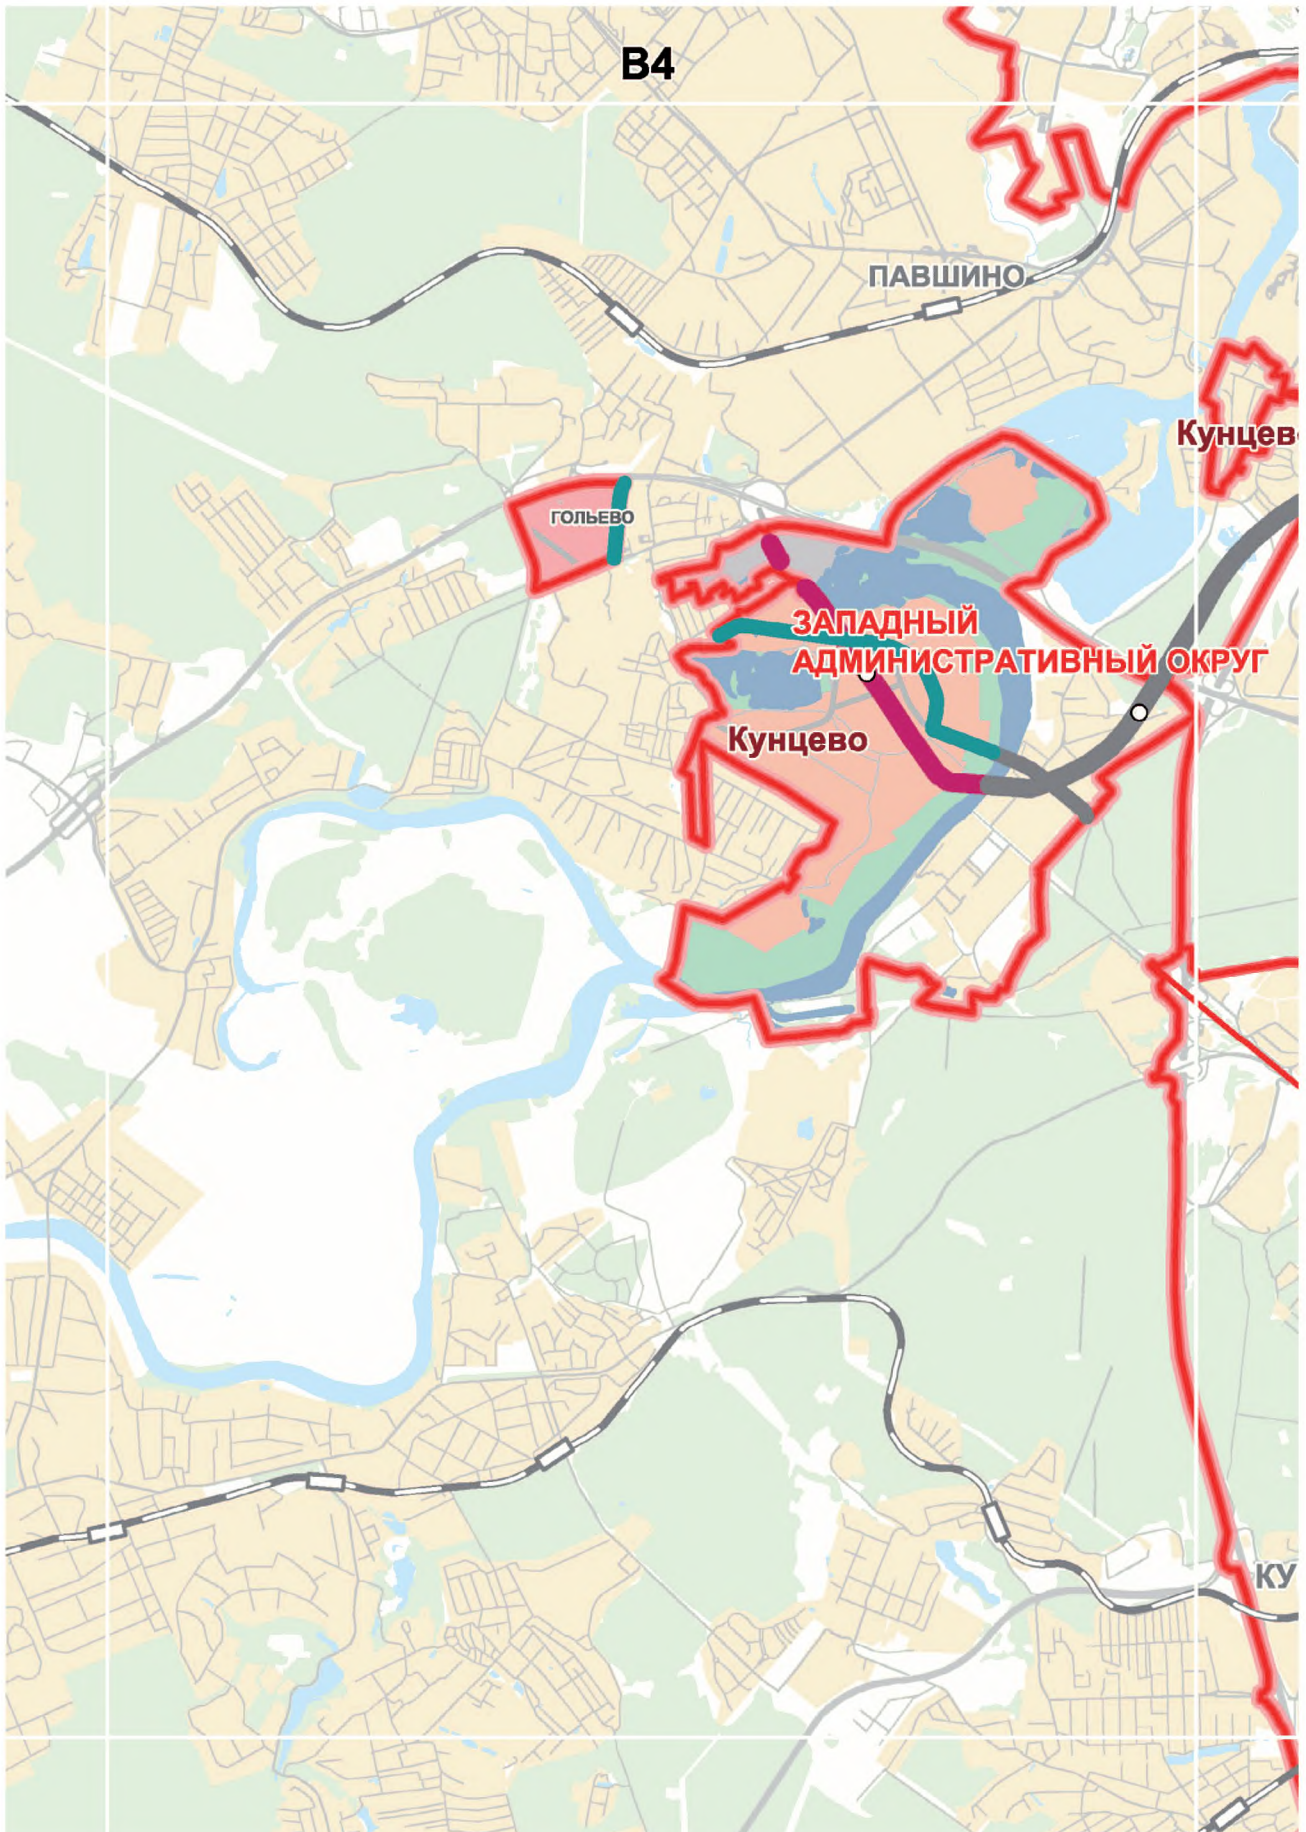 В4
ПАВШИНО
Кунцев
ГОЛЬЕВО
ЗАПАДНЫЙ
АДМИНИСТРАТИВНЫЙ ОКРУГ
Кунцево
КУ